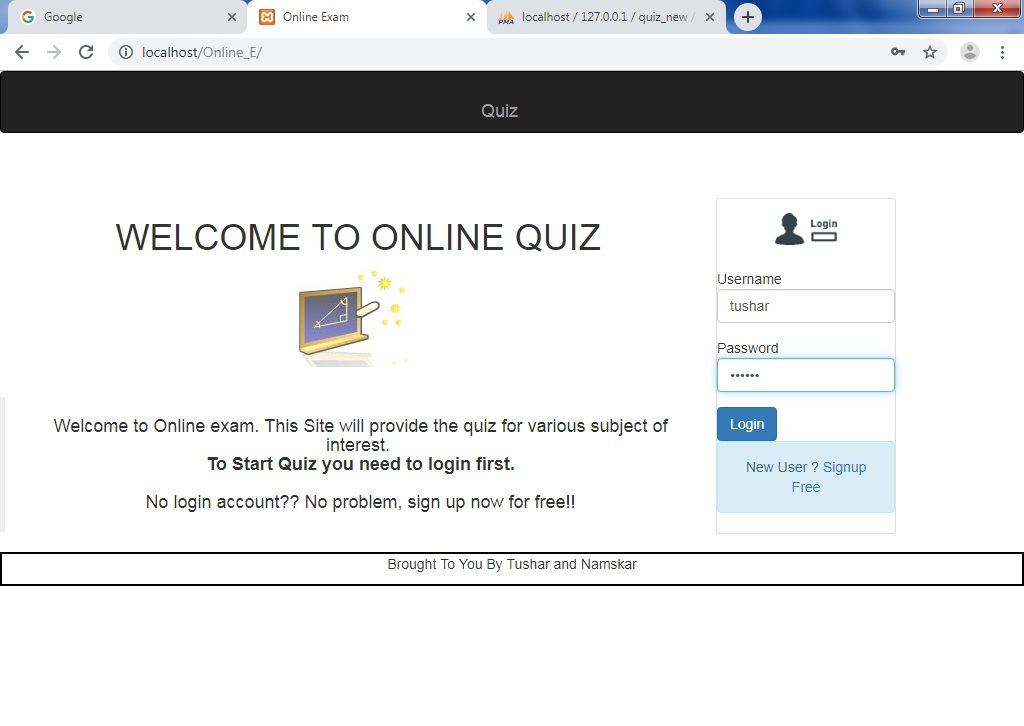 Google
Online Exam
localhost / 127.0.0.1 / quiz_new /
localhost/Online_E/
Quiz
WELCOME TO ONLINE QUIZ
Welcome to Online exam. This Site will provide the quiz for various subject of
interest.
To Start Quiz you need to login first.
No login account?? No problem, sign up now for free!!
Login
Username
tushar
Password
••••••
Login
New User ? Signup
Free
Brought To You By Tushar and Namskar